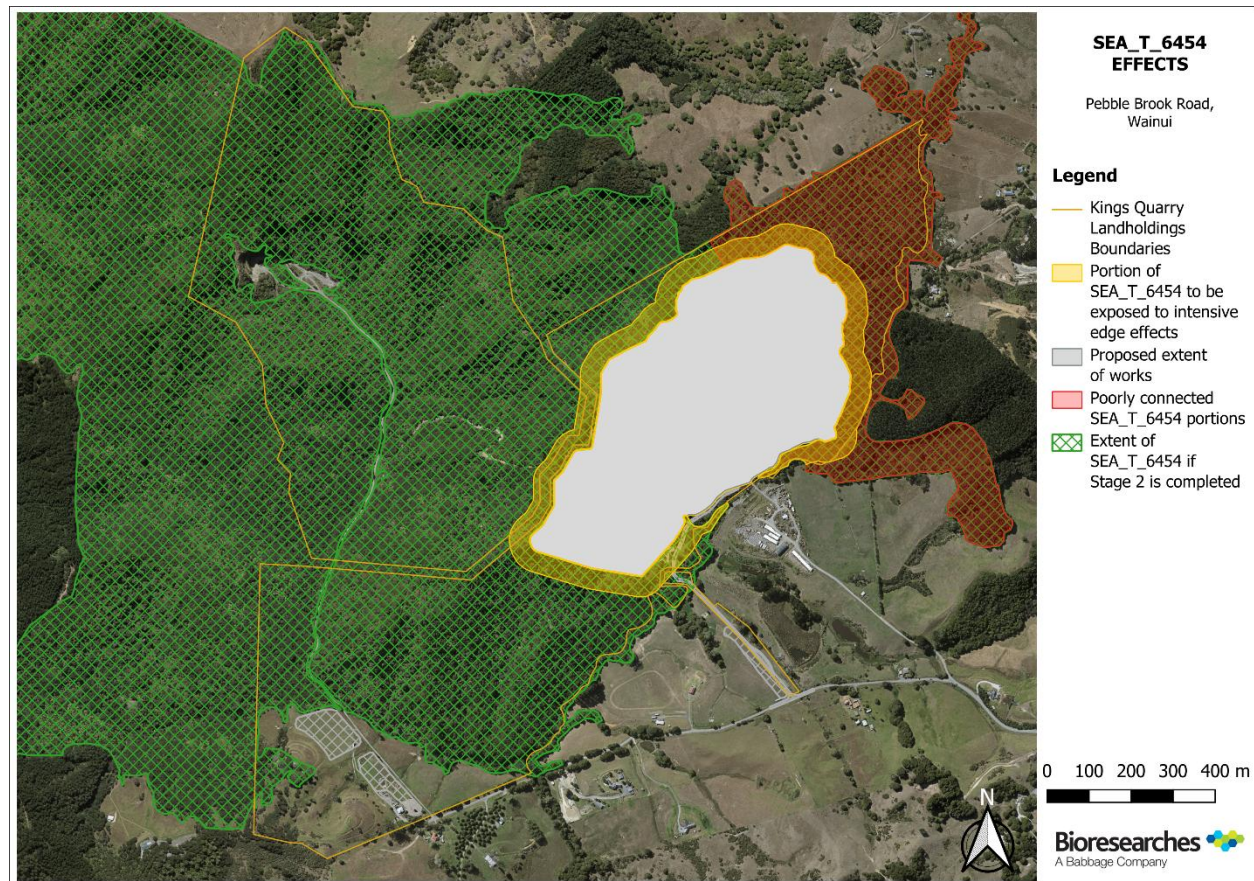 SEA_T_6454
EFFECTS
Pebble Brook Road,
Wainui
Legend
Kings Quarry
Landholdings
Boundaries
Portion of
SEA_T_6454 to be
exposed to intensive
edge effects
Proposed extent
of works
Poorly connected
SEA_T_6454 portions
Extent of
SEA_T_6454 if
Stage 2 is completed
0 100 200 300 400 m
N
Bioresearches
A Babbage Company